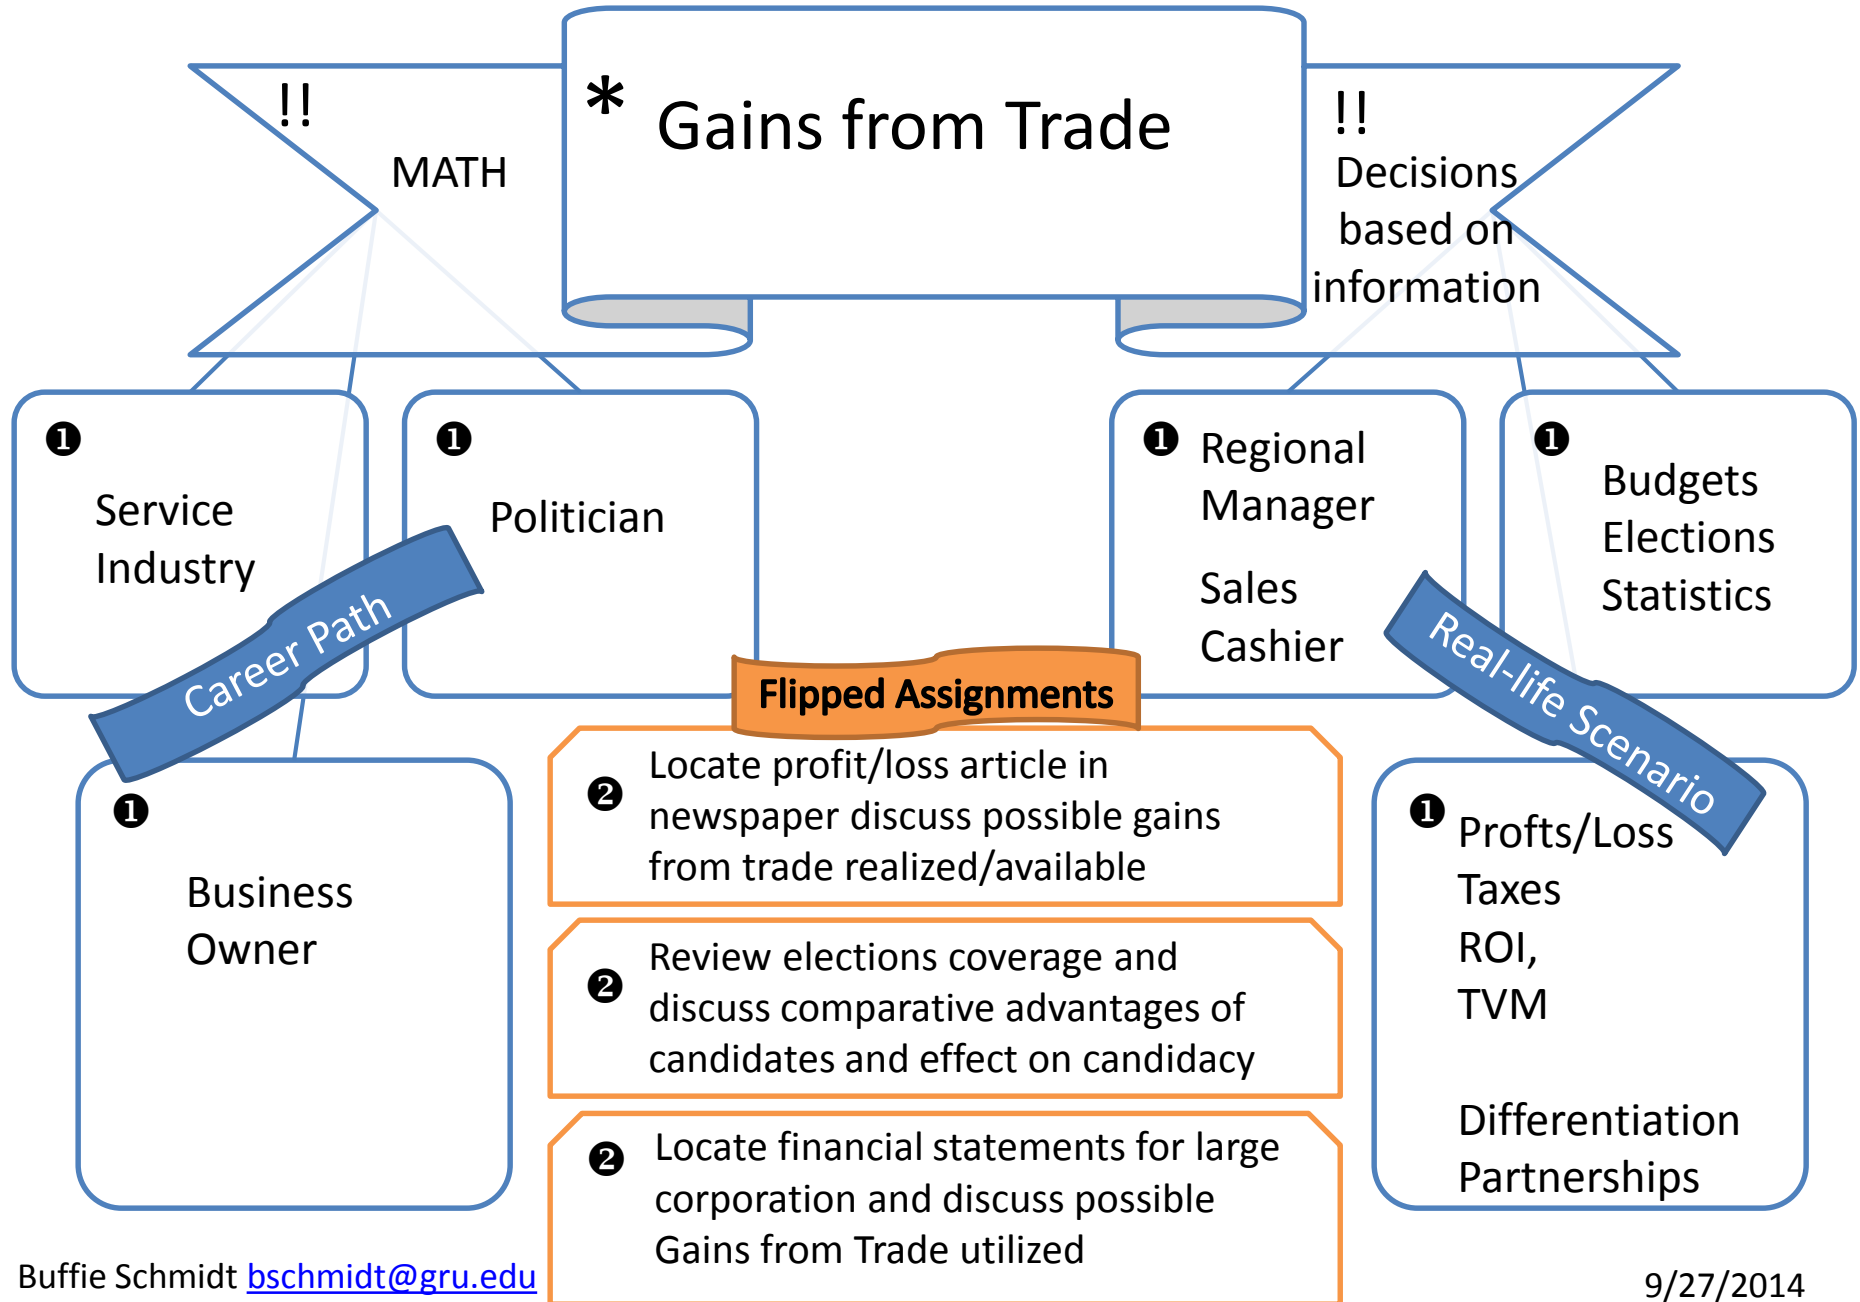 * Gains from Trade
!!
MATH
!!
Decisions
based on
information
❶
Service
Industry
❶
Politician
Career Path
❶
Business
Owner
❶ Regional
Manager
Sales
Cashier
❶
Budgets
Elections
Statistics
Real-life Scenario
❶ Profts/Loss
Taxes
ROI,
TVM
Differentiation
Partnerships
Flipped Assignments
❷ Locate profit/loss article in
newspaper discuss possible gains
from trade realized/available
❷ Review elections coverage and
discuss comparative advantages of
candidates and effect on candidacy
❷ Locate financial statements for large
corporation and discuss possible
Gains from Trade utilized
Buffie Schmidt bschmidt@gru.edu
9/27/2014